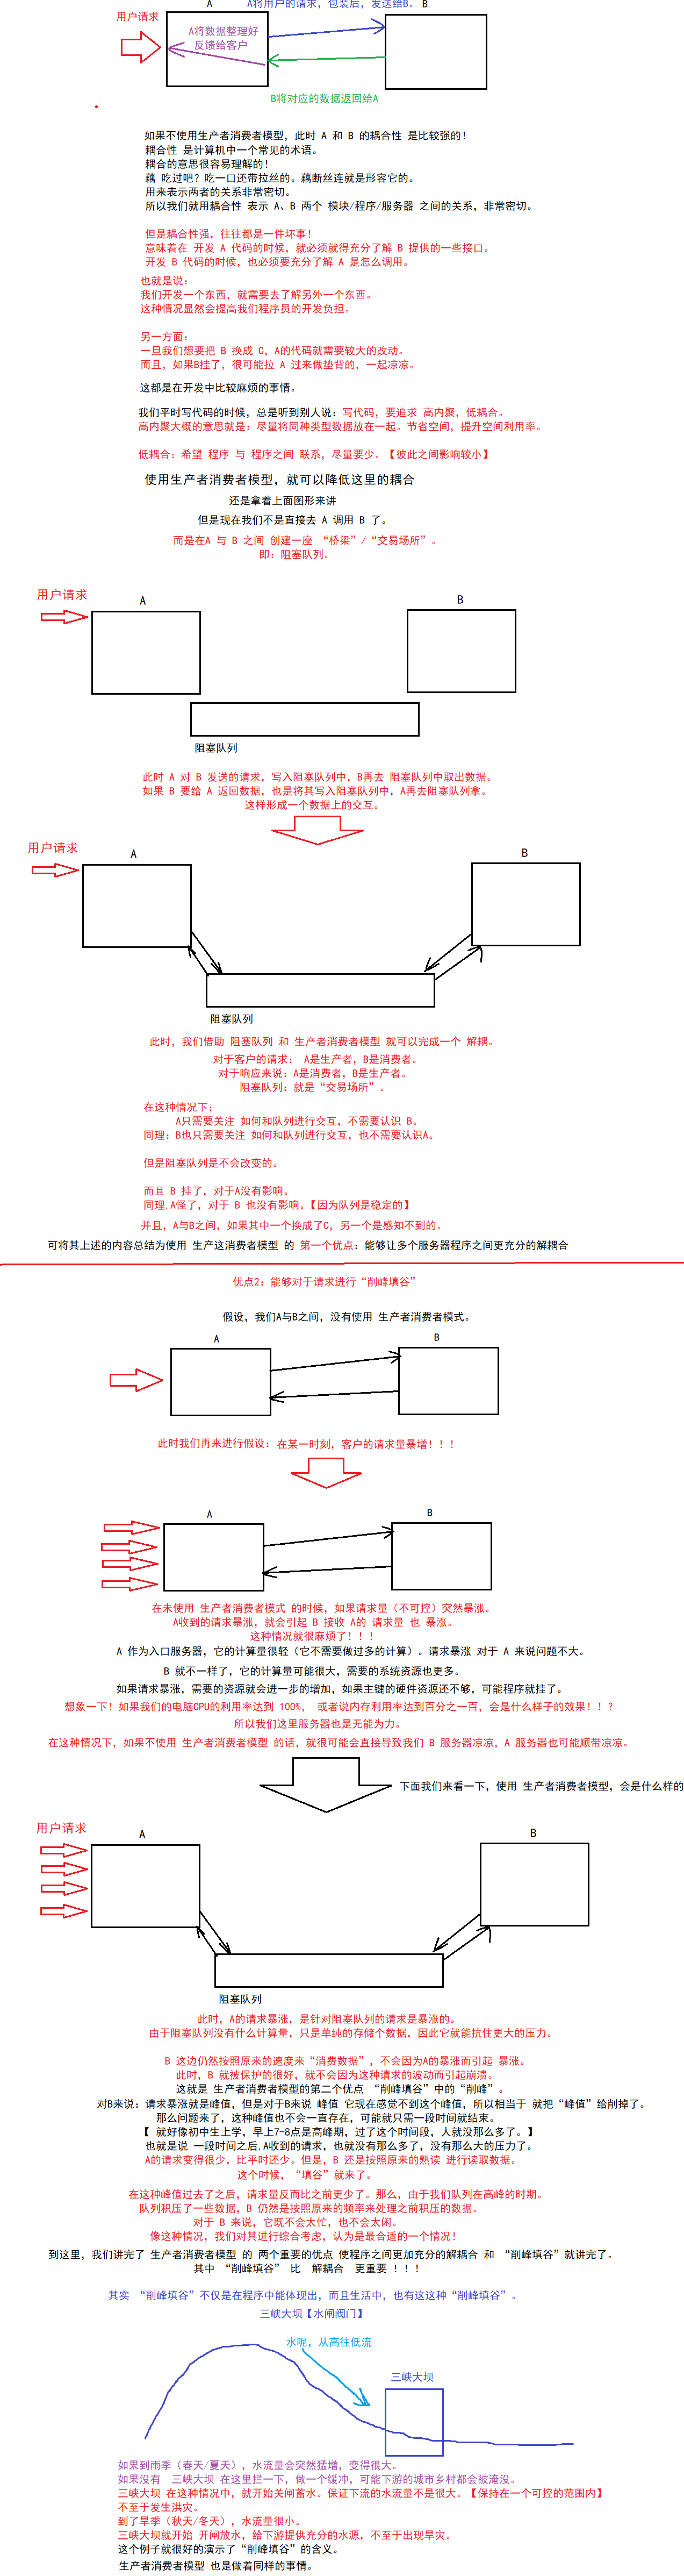 A
A将用户的请求，包装后，发送给B。
B
用户请求
A将数据整理好
反馈给客户
B将对应的数据返回给A
如果不使用生产者消费者模型，此时 A 和 B 的耦合性 是比较强的！
耦合性 是计算机中一个常见的术语。
耦合的意思很容易理解的！
藕 吃过吧？吃一口还带拉丝的。藕断丝连就是形容它的。
用来表示两者的关系非常密切。
所以我们就用耦合性 表示 A、B 两个 模块/程序/服务器 之间的关系，非常密切。
但是耦合性强，往往都是一件坏事！
意味着在 开发 A 代码的时候，就必须就得充分了解 B 提供的一些接口。
开发 B 代码的时候，也必须要充分了解 A 是怎么调用。
也就是说：
我们开发一个东西，就需要去了解另外一个东西。
这种情况显然会提高我们程序员的开发负担。
另一方面：
一旦我们想要把 B 换成 C，A的代码就需要较大的改动。
而且，如果B挂了，很可能拉 A 过来做垫背的，一起凉凉。
这都是在开发中比较麻烦的事情。
我们平时写代码的时候，总是听到别人说：写代码，要追求 高内聚，低耦合。
高内聚大概的意思就是：尽量将同种类型数据放在一起。节省空间，提升空间利用率。
低耦合：希望 程序 与 程序之间 联系，尽量要少。【彼此之间影响较小】
使用生产者消费者模型，就可以降低这里的耦合
还是拿着上面图形来讲
但是现在我们不是直接去 A 调用 B 了。
而是在A 与 B 之间 创建一座 “桥梁”/“交易场所”。
即：阻塞队列。
用户请求
A
B
阻塞队列
此时 A 对 B 发送的请求，写入阻塞队列中，B再去 阻塞队列中取出数据。
如果 B 要给 A 返回数据，也是将其写入阻塞队列中，A再去阻塞队列拿。
这样形成一个数据上的交互。
用户请求
A
B
阻塞队列
此时，我们借助 阻塞队列 和 生产者消费者模型 就可以完成一个 解耦。
对于客户的请求： A是生产者，B是消费者。
对于响应来说：A是消费者，B是生产者。
阻塞队列：就是“交易场所”。
在这种情况下：
A只需要关注 如何和队列进行交互，不需要认识 B。
同理：B也只需要关注 如何和队列进行交互，也不需要认识A。
但是阻塞队列是不会改变的。
而且 B 挂了，对于A没有影响。
同理,A怪了，对于 B 也没有影响。【因为队列是稳定的】
并且，A与B之间，如果其中一个换成了C，另一个是感知不到的。
可将其上述的内容总结为使用 生产这消费者模型 的 第一个优点：能够让多个服务器程序之间更充分的解耦合
优点2：能够对于请求进行“削峰填谷”
假设，我们A与B之间，没有使用 生产者消费者模式。
A
B
此时我们再来进行假设：在某一时刻，客户的请求量暴增！！！
A
B
在未使用 生产者消费者模式 的时候，如果请求量（不可控）突然暴涨。
A收到的请求暴涨，就会引起 B 接收 A的 请求量 也 暴涨。
这种情况就很麻烦了！！！
A 作为入口服务器，它的计算量很轻（它不需要做过多的计算）。请求暴涨 对于 A 来说问题不大。
B 就不一样了，它的计算量可能很大，需要的系统资源也更多。
如果请求暴涨，需要的资源就会进一步的增加，如果主键的硬件资源还不够，可能程序就挂了。
想象一下！如果我们的电脑CPU的利用率达到 100%， 或者说内存利用率达到百分之一百，会是什么样子的效果！！？
所以我们这里服务器也是无能为力。
在这种情况下，如果不使用 生产者消费者模型 的话，就很可能会直接导致我们 B 服务器凉凉，A 服务器也可能顺带凉凉。
下面我们来看一下，使用 生产者消费者模型，会是什么样的
用户请求
A
B
阻塞队列
此时，A的请求暴涨，是针对阻塞队列的请求是暴涨的。
由于阻塞队列没有什么计算量，只是单纯的存储个数据，因此它就能抗住更大的压力。
B 这边仍然按照原来的速度来“消费数据”，不会因为A的暴涨而引起 暴涨。
此时，B 就被保护的很好，就不会因为这种请求的波动而引起崩溃。
这就是 生产者消费者模型的第二个优点 “削峰填谷”中的“削峰”。
对B来说：请求暴涨就是峰值，但是对于B来说 峰值 它现在感觉不到这个峰值，所以相当于 就把“峰值”给削掉了。
那么问题来了，这种峰值也不会一直存在，可能就只需一段时间就结束。
【 就好像初中生上学，早上7-8点是高峰期，过了这个时间段，人就没那么多了。】
也就是说 一段时间之后,A收到的请求，也就没有那么多了，没有那么大的压力了。
A的请求变得很少，比平时还少。但是，B 还是按照原来的熟读 进行读取数据。
这个时候， “填谷”就来了。
在这种峰值过去了之后，请求量反而比之前更少了。那么，由于我们队列在高峰的时期。
队列积压了一些数据，B 仍然是按照原来的频率来处理之前积压的数据。
对于 B 来说，它既不会太忙，也不会太闲。
像这种情况，我们对其进行综合考虑，认为是最合适的一个情况！
到这里，我们讲完了 生产者消费者模型 的 两个重要的优点 使程序之间更加充分的解耦合 和 “削峰填谷”就讲完了。
其中 “削峰填谷” 比  解耦合  更重要 ！！！
其实 “削峰填谷”不仅是在程序中能体现出，而且生活中，也有这这种“削峰填谷”。
三峡大坝【水闸阀门】
水呢，从高往低流
三峡大坝
如果到雨季（春天/夏天），水流量会突然猛增，变得很大。
如果没有  三峡大坝 在这里拦一下，做一个缓冲，可能下游的城市乡村都会被淹没。
三峡大坝 在这种情况中，就开始关闸蓄水。保证下流的水流量不是很大。【保持在一个可控的范围内】
不至于发生洪灾。
到了旱季（秋天/冬天），水流量很小。
三峡大坝就开始 开闸放水，给下游提供充分的水源，不至于出现旱灾。
这个例子就很好的演示了“削峰填谷”的含义。
生产者消费者模型 也是做着同样的事情。